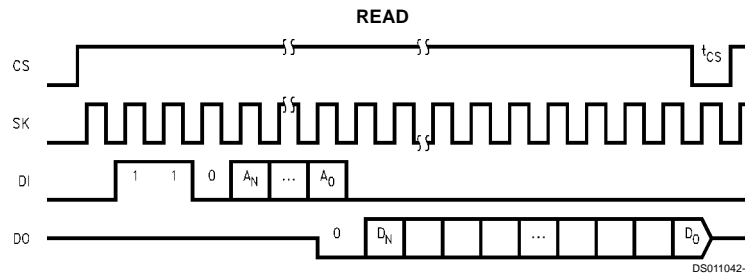 READ
CS tCS
SK
DI 1 1 0 AN ... A0
DO 0 DN ... D0
DS011042-